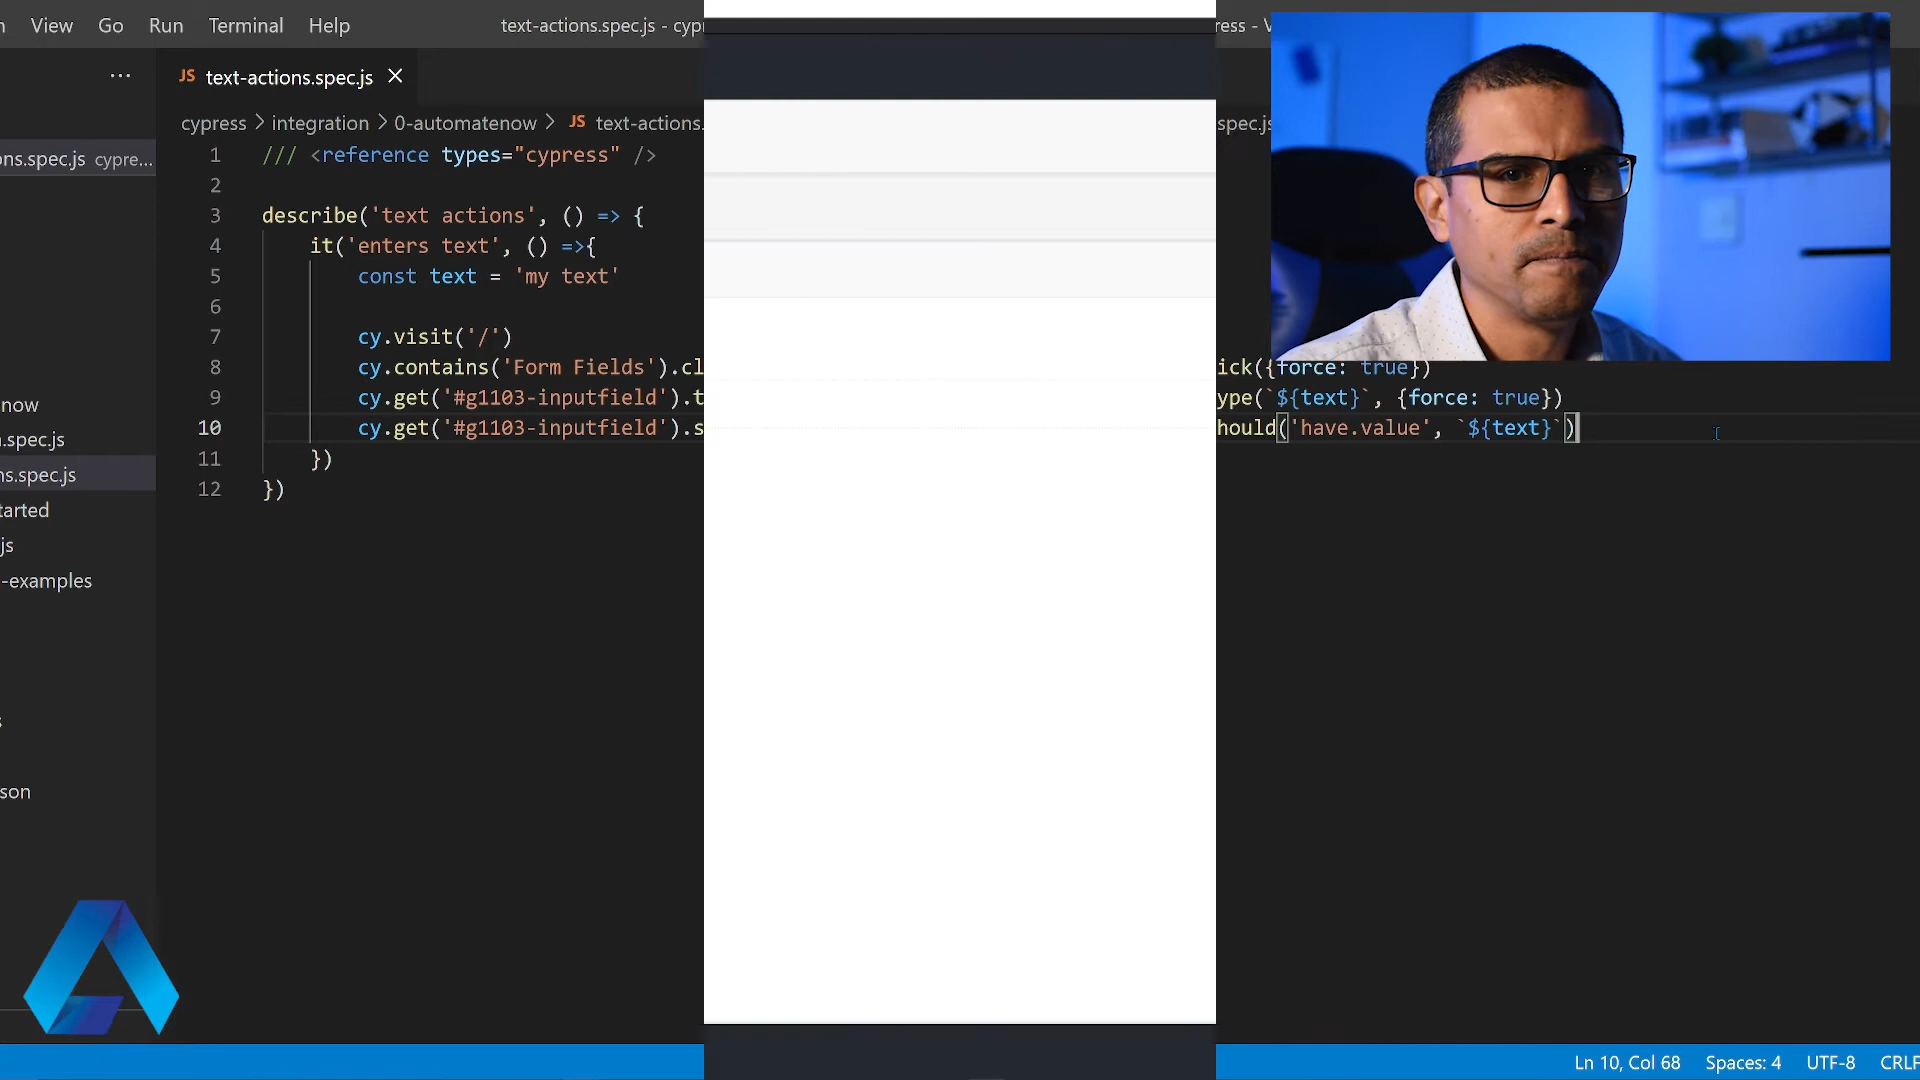 View Go Run Terminal Help text-actions.spec.js - cyp ress - V
... JS text-actions.spec.js ×
cypress > integration > 0-automatenow > JS text-actions. spec.js
ns.spec.js cypre...
1 /// <reference types="cypress" />
2
3 describe('text actions', () => {
4 it('enters text', () =>{
5 const text = 'my text'
6
7 cy.visit('/')
8 cy.contains('Form Fields').cl ick({force: true})
9 cy.get('#g1103-inputfield').t ype(`${text}`, {force: true})
10 cy.get('#g1103-inputfield').s hould('have.value', `${text}`)
11 })
12 })
now
.spec.js
ns.spec.js
tarted
js
-examples
s
son
Ln 10, Col 68 Spaces: 4 UTF-8 CRLF